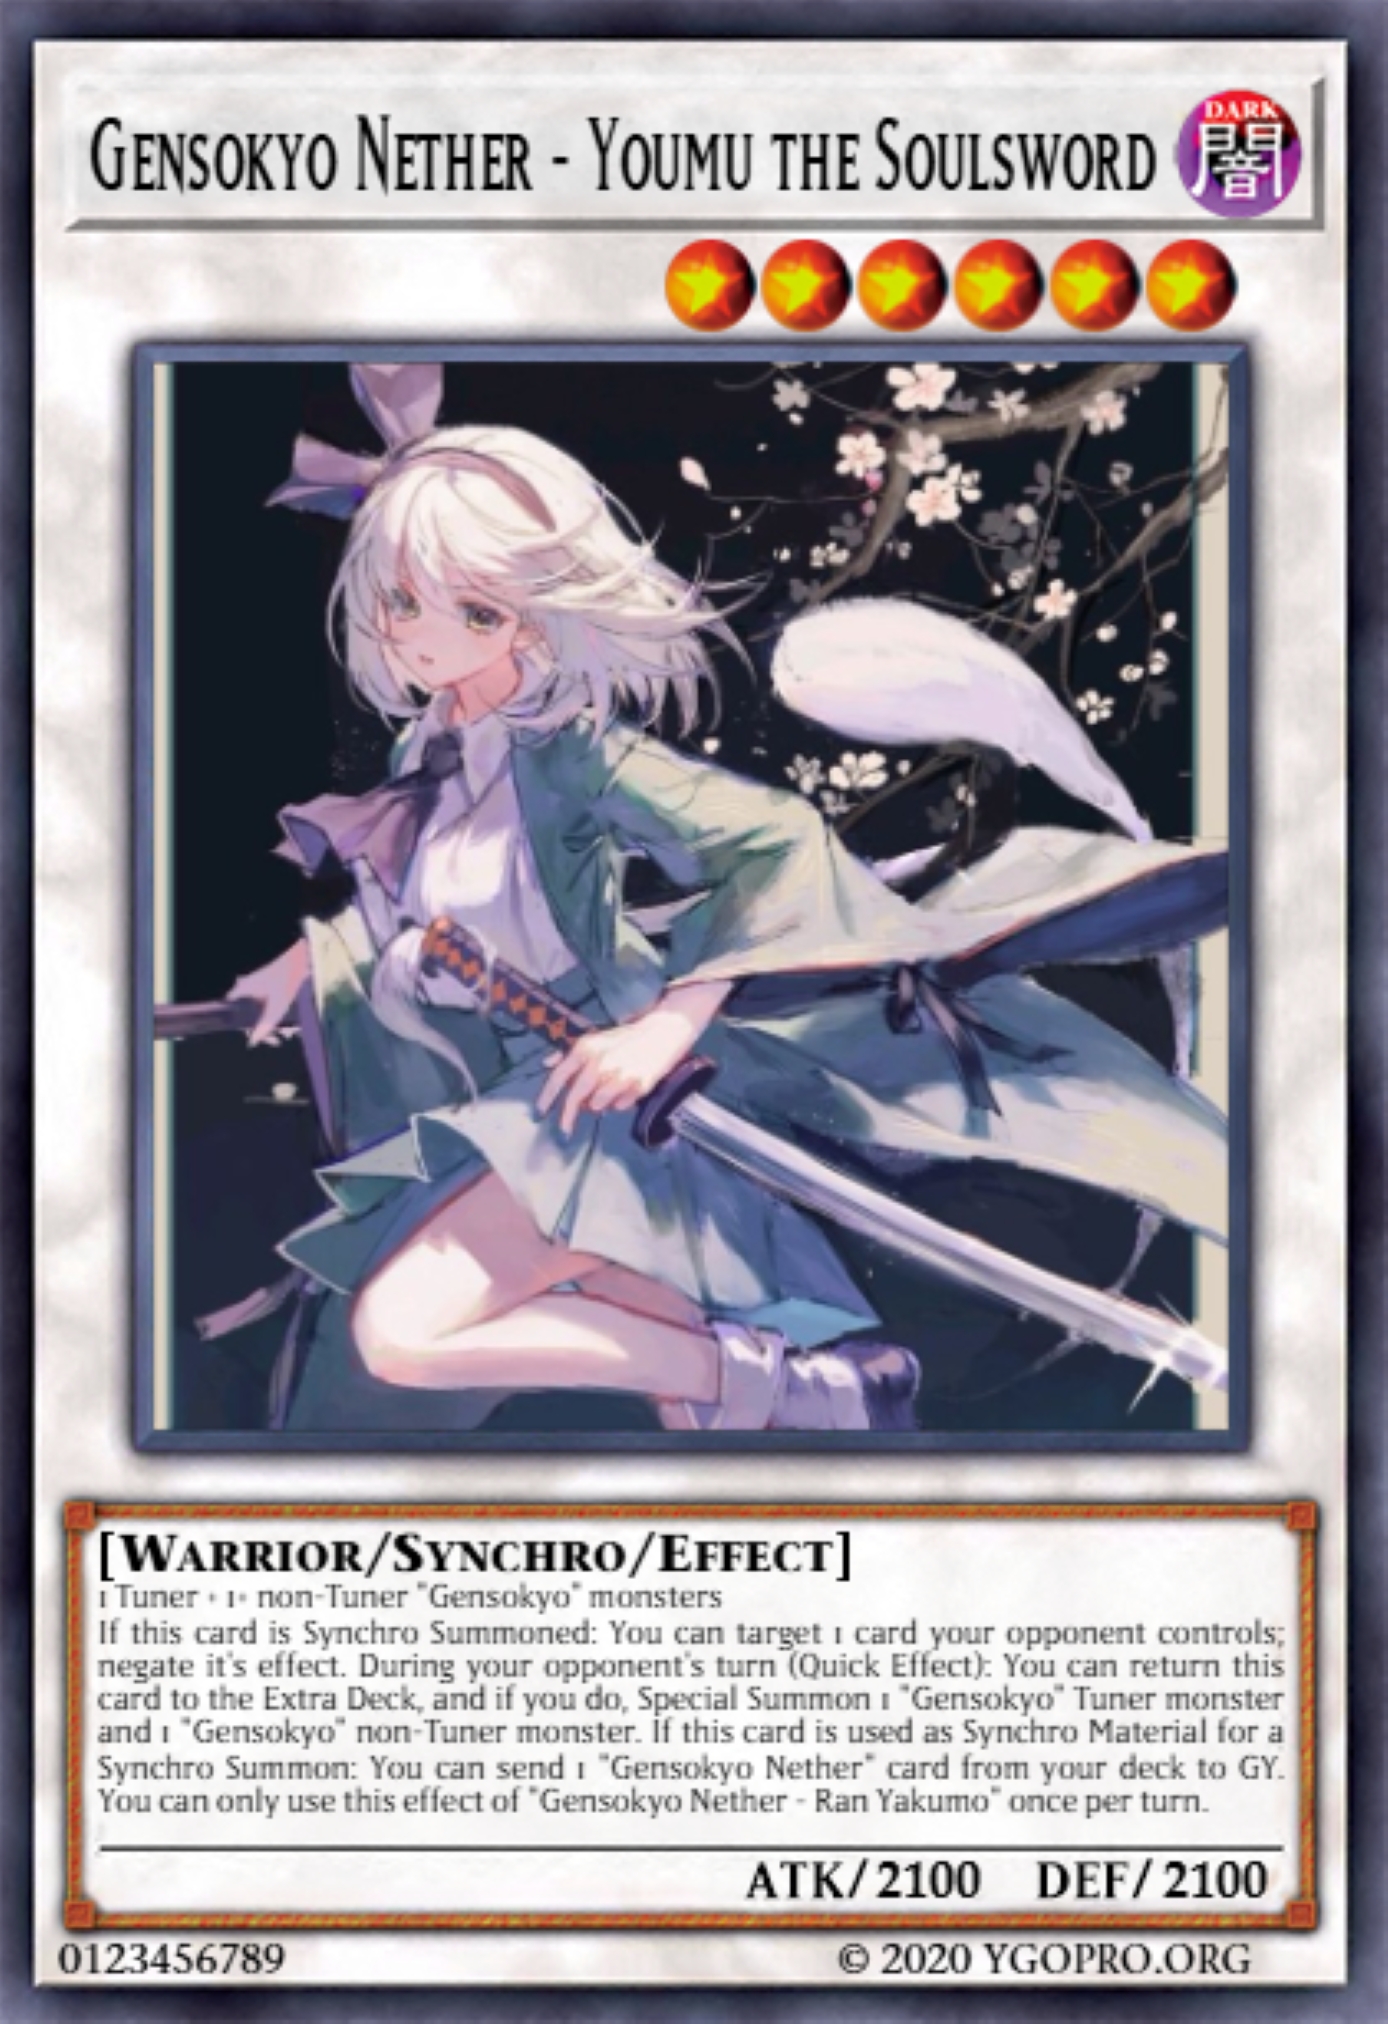 Gensokyo Nether - Youmu the Soulsword
DARK
闇
[Warrior/Synchro/Effect]
1 Tuner + 1+ non-Tuner "Gensokyo" monsters
If this card is Synchro Summoned: You can target 1 card your opponent controls;
negate it's effect. During your opponent's turn (Quick Effect): You can return this
card to the Extra Deck, and if you do, Special Summon 1 "Gensokyo" Tuner monster
and 1 "Gensokyo" non-Tuner monster. If this card is used as Synchro Material for a
Synchro Summon: You can send 1 "Gensokyo Nether" card from your deck to GY.
You can only use this effect of "Gensokyo Nether - Ran Yakumo" once per turn.
ATK/2100 DEF/2100
0123456789 © 2020 YGOPRO.ORG